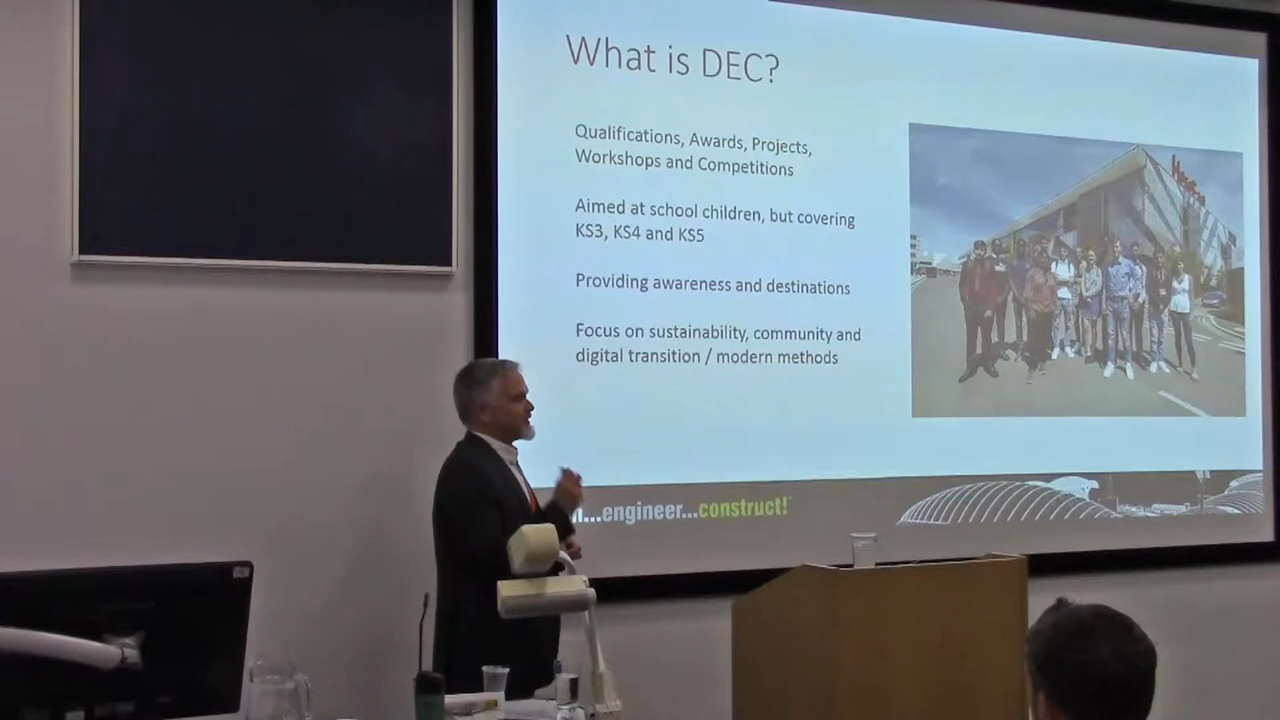 What is DEC?
Qualifications, Awards, Projects,
Workshops and Competitions
Aimed at school children, but covering
KS3, KS4 and KS5
Providing awareness and destinations
Focus on sustainability, community and
digital transition / modern methods
...engineer...construct!